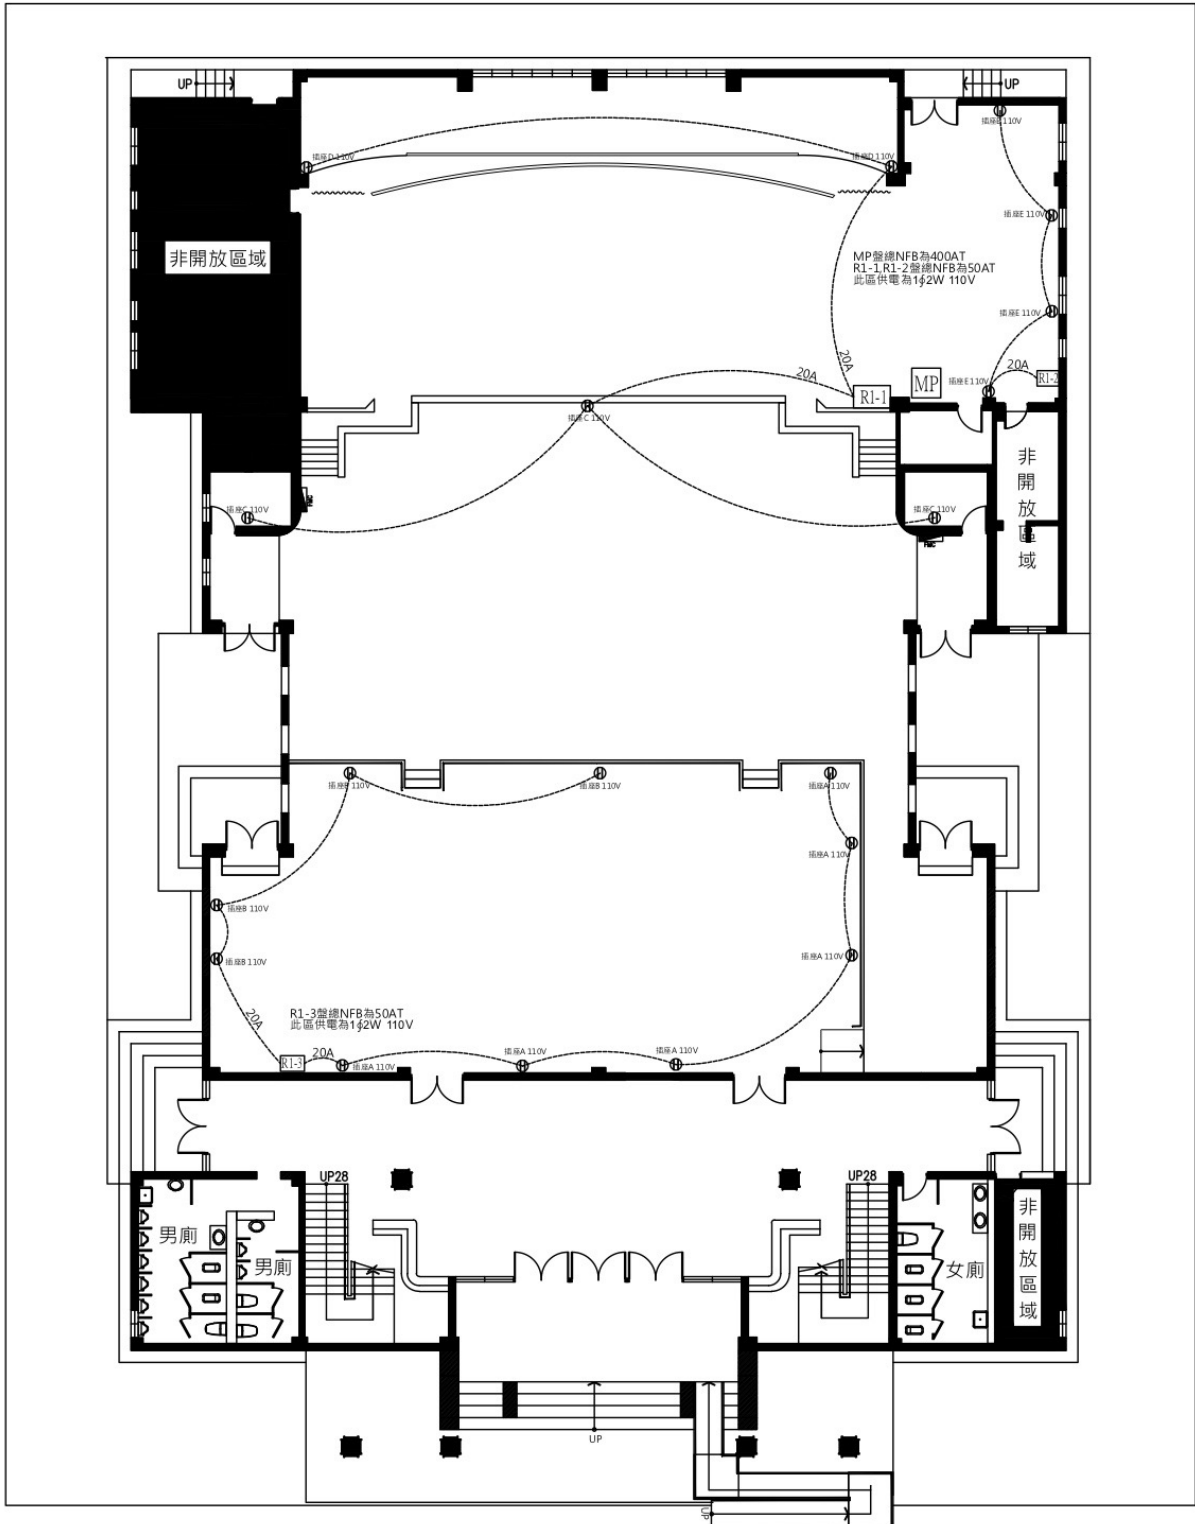 UP
UP
插座E 110V
插座D 110V
插座D 110V
插座E 110V
非開放區域
MP盤總NFB為400AT
R1-1,R1-2盤總NFB為50AT
此區供電為1ϕ2W 110V
插座E 110V
20A
20A
20A
插座E 110V
R1-2
MP
R1-1
插座C 110V
非開放區域
插座C 110V
插座C 110V
插座B 110V
插座B 110V
插座A 110V
插座A 110V
插座B 110V
插座A 110V
插座B 110V
R1-3盤總NFB為50AT
此區供電為1ϕ2W 110V
20A
20A
R1-3
插座A 110V
插座A 110V
插座A 110V
UP28
UP28
男廁
男廁
女廁
非開放區域
UP
UP